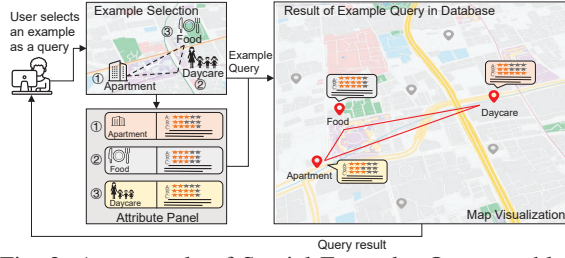 User selects
an example
as a query
Example Selection
③
Food
①
Apartment
Daycare
②
Example
Query
①
Apartment
②
Food
③
Daycare
Attribute Panel
Result of Example Query in Database
Food
Daycare
Apartment
Map Visualization
Query result